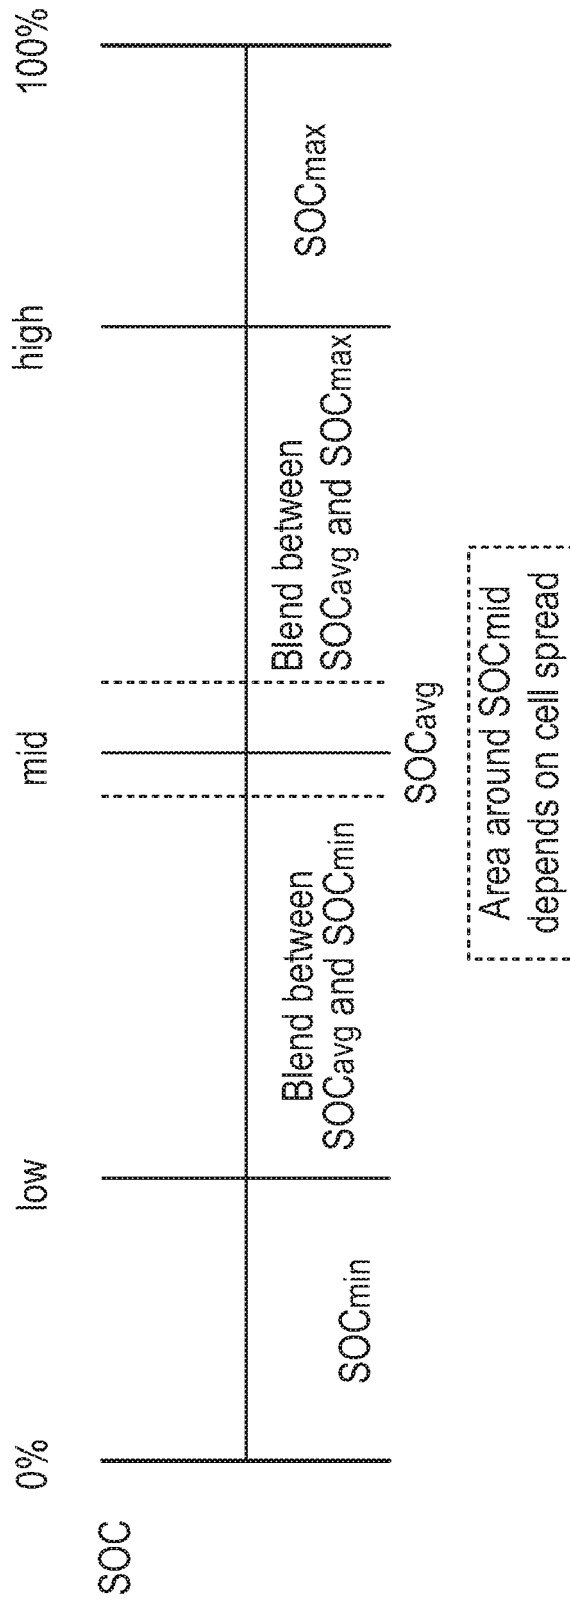 SOC
0%
low
mid
high
100%
SOCmin
Blend between
SOCavg and SOCmin
SOCavg
Blend between
SOCavg and SOCmax
SOCmax
Area around SOCmid
depends on cell spread